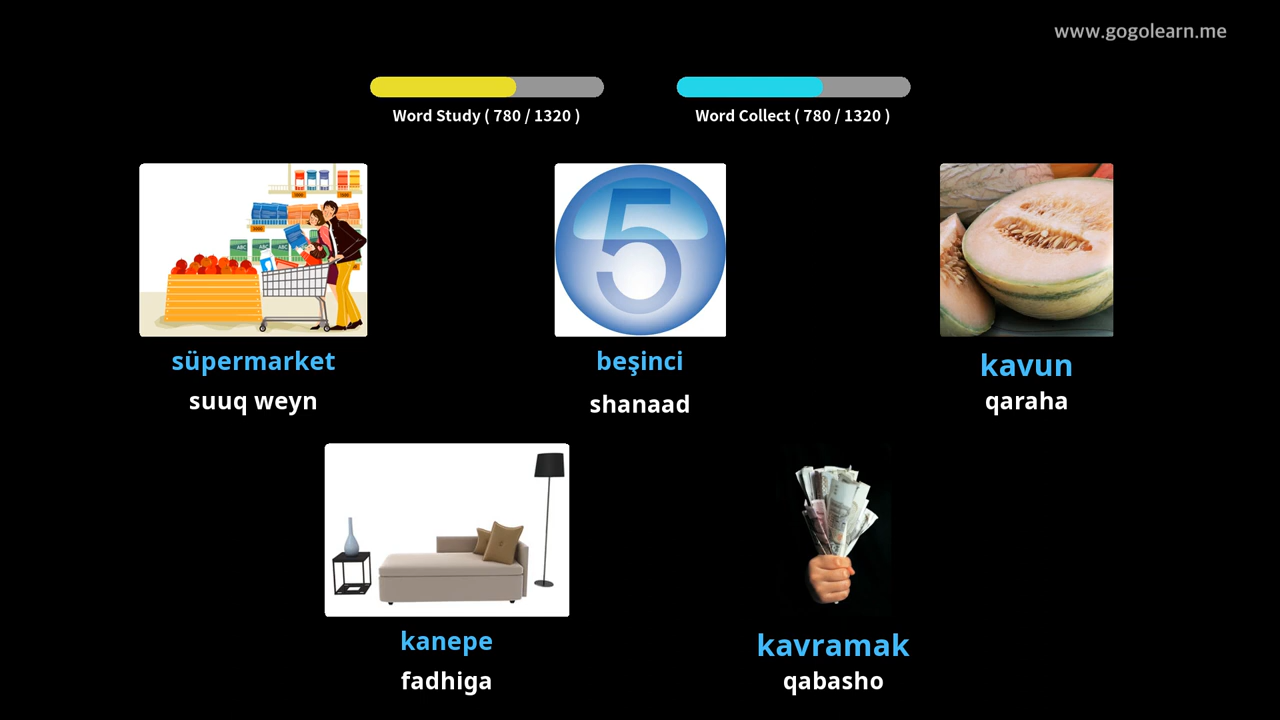 www.gogolearn.me
Word Study ( 780 / 1320 )
Word Collect ( 780 / 1320 )
5
süpermarket
beşinci
kavun
suuq weyn
shanaad
qaraha
kanepe
kavramak
fadhiga
qabasho